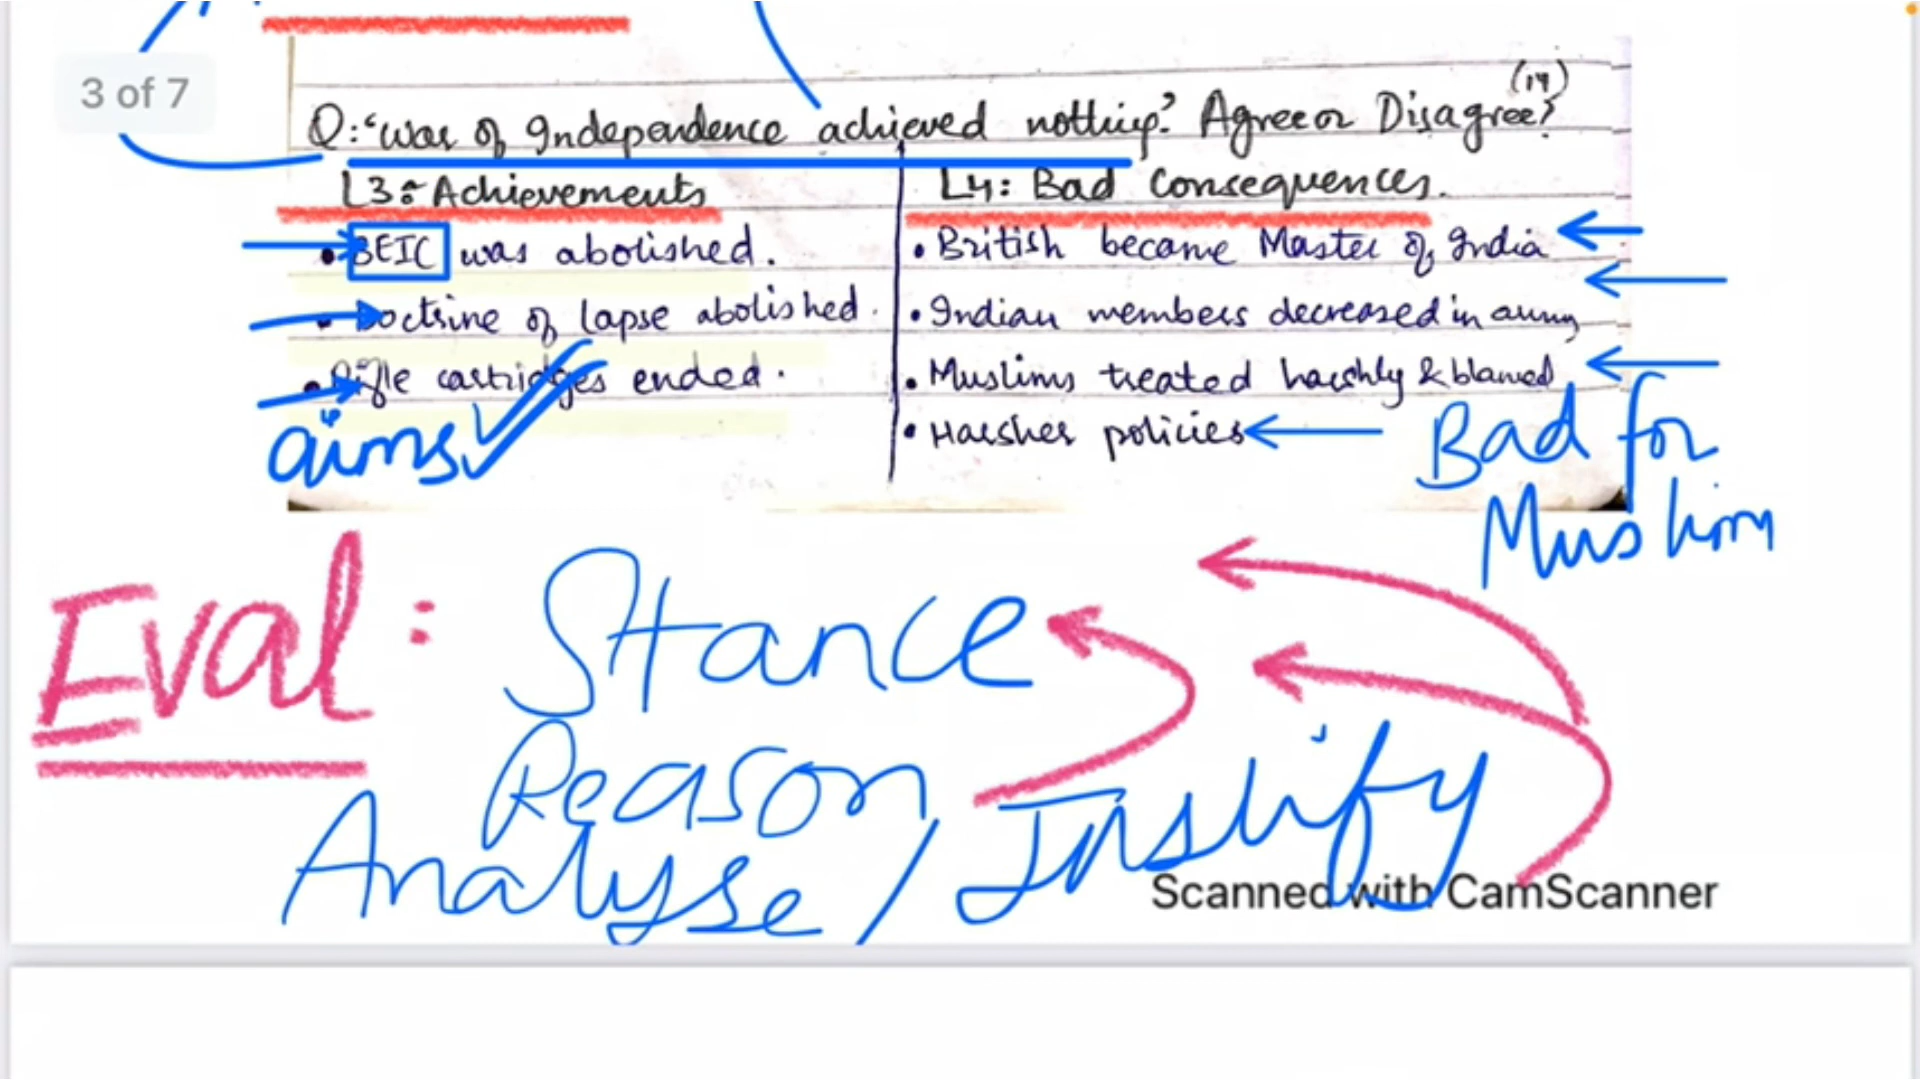 3 of 7
(14)
Q: 'War of Independence achieved nothing'. Agree or Disagree?
L3: Achievements
• BEIC was abolished.
• Doctrine of lapse abolished.
• Rifle cartridges ended.
aims
L4: Bad Consequences.
• British became Master of India
• Indian members decreased in army
• Muslims treated harshly & blamed
• Harsher policies
Bad for
Muslim
Eval: Stance
Reason
Analyse / Justify
Scanned with CamScanner